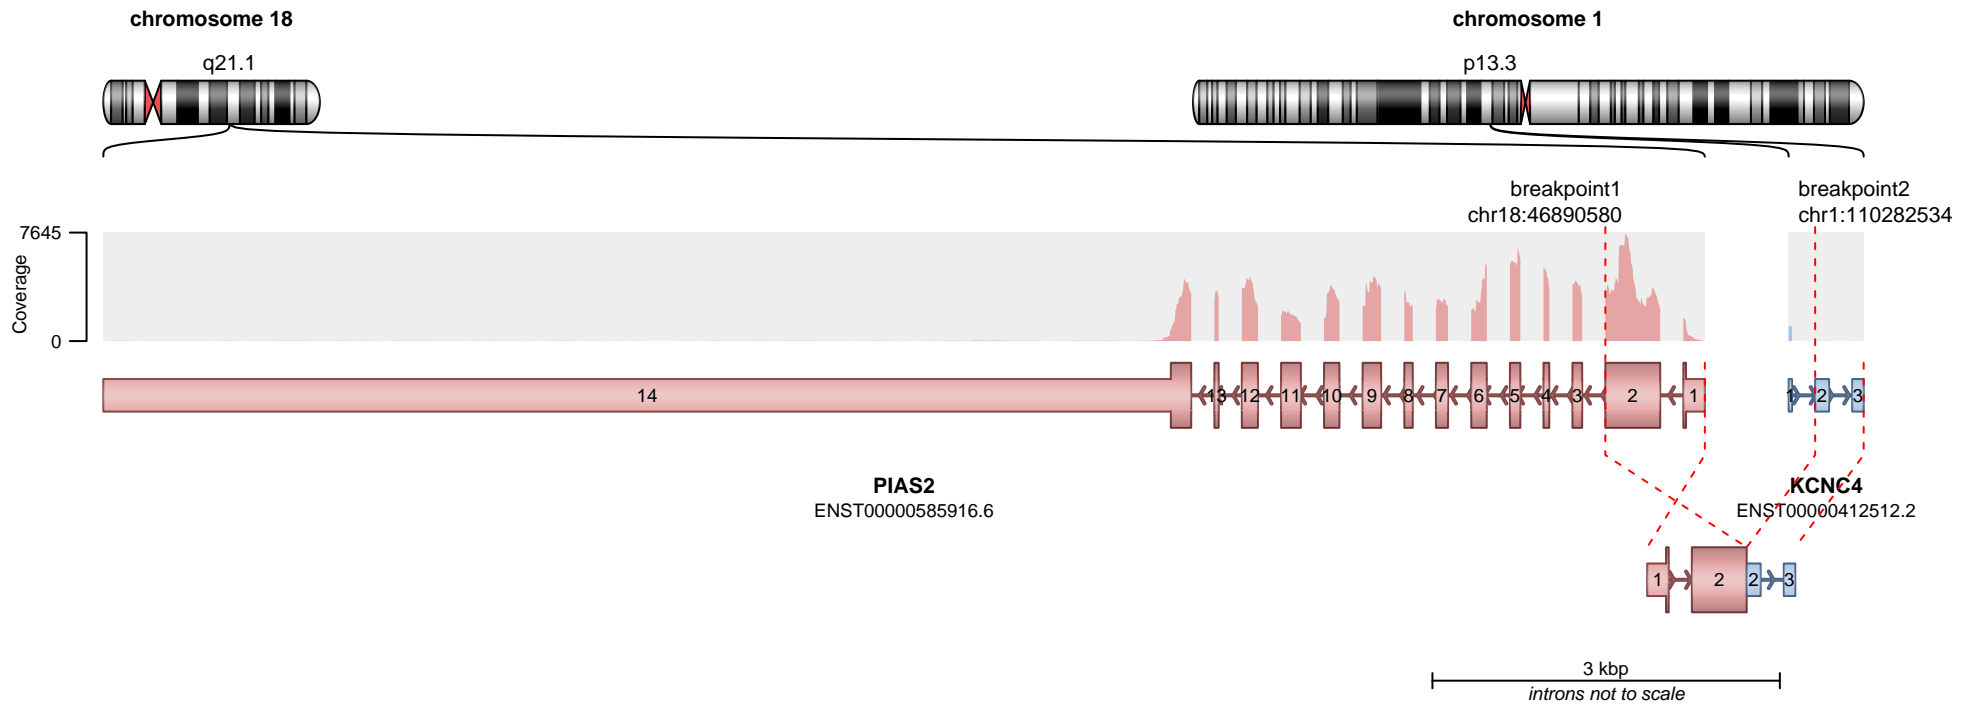 chromosome 18
chromosome 1
q21.1
p13.3
breakpoint1
chr18:46890580
breakpoint2
chr1:110282534
7645
0
Coverage
14
13
12
11
10
9
8
7
6
5
4
3
2
1
1
2
3
PIAS2
ENST00000585916.6
KCNC4
ENST00000412512.2
1
2
2
3
3 kbp
introns not to scale